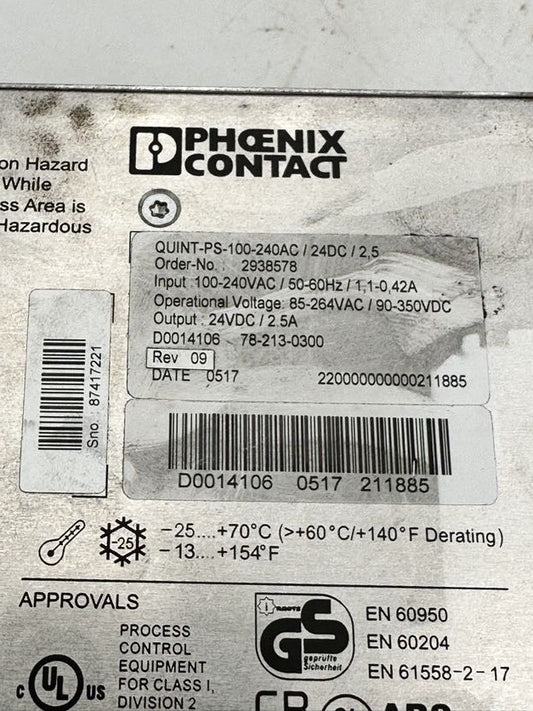 on Hazard
While
ss Area is
Hazardous
PHŒNIX
CONTACT
QUINT-PS-100-240AC / 24DC / 2,5
Order-No.: 2938578
Input :100-240VAC / 50-60Hz / 1,1-0,42A
Operational Voltage: 85-264VAC / 90-350VDC
Output : 24VDC / 2.5A
D0014106 78-213-0300
Rev 09
DATE 0517 220000000000211885
Sno.: 87417221
D0014106 0517 211885
-25
-25....+70°C (>+60°C/+140°F Derating)
-13....+154°F
APPROVALS
PROCESS
CONTROL
EQUIPMENT
FOR CLASS I,
DIVISION 2
c UL US
GS
geprüfte
Sicherheit
EN 60950
EN 60204
EN 61558-2-17
CB
ABS